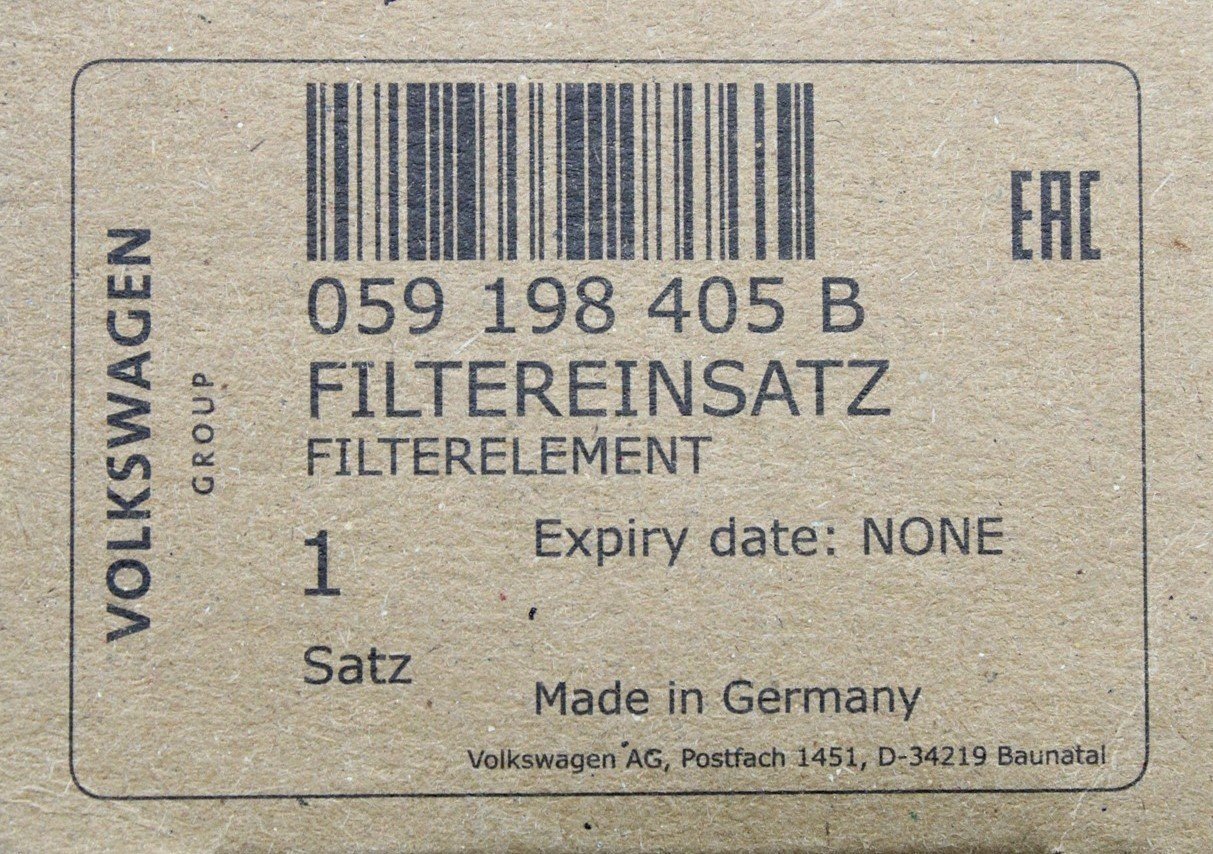 VOLKSWAGEN
GROUP
EAC
059 198 405 B
FILTEREINSATZ
FILTERELEMENT
1
Expiry date: NONE
Satz
Made in Germany
Volkswagen AG, Postfach 1451, D-34219 Baunatal